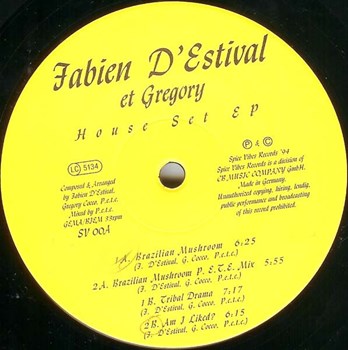 Fabien D'Estival
et Gregory
House Set EP
LC 5134
Composed & Arranged
by Fabien D'Estival,
Gregory Cocco, P.e.t.e.
Mixed by P.e.t.e.
GEMA/BIEM 33rpm
SV 00A
P & C
Spice Vibes Records '94
Spice Vibes Records is a division of
CB MUSIC COMPANY GmbH.
Made in Germany.
Unauthorized copying, hiring, lendig,
public performance and broadcasting
of this record prohibited.
1A. Brazilian Mushroom 6:25
(F. D'Estival, G. Cocco, P.e.t.e.)
2A. Brazilian Mushroom P.E.T.E. Mix 5:55
(F. D'Estival, G. Cocco, P.e.t.e.)
1B. Tribal Drama 7:17
(F. D'Estival, G. Cocco, P.e.t.e.)
2B. Am I Liked? 6:15
(F. D'Estival, G. Cocco, P.e.t.e.)